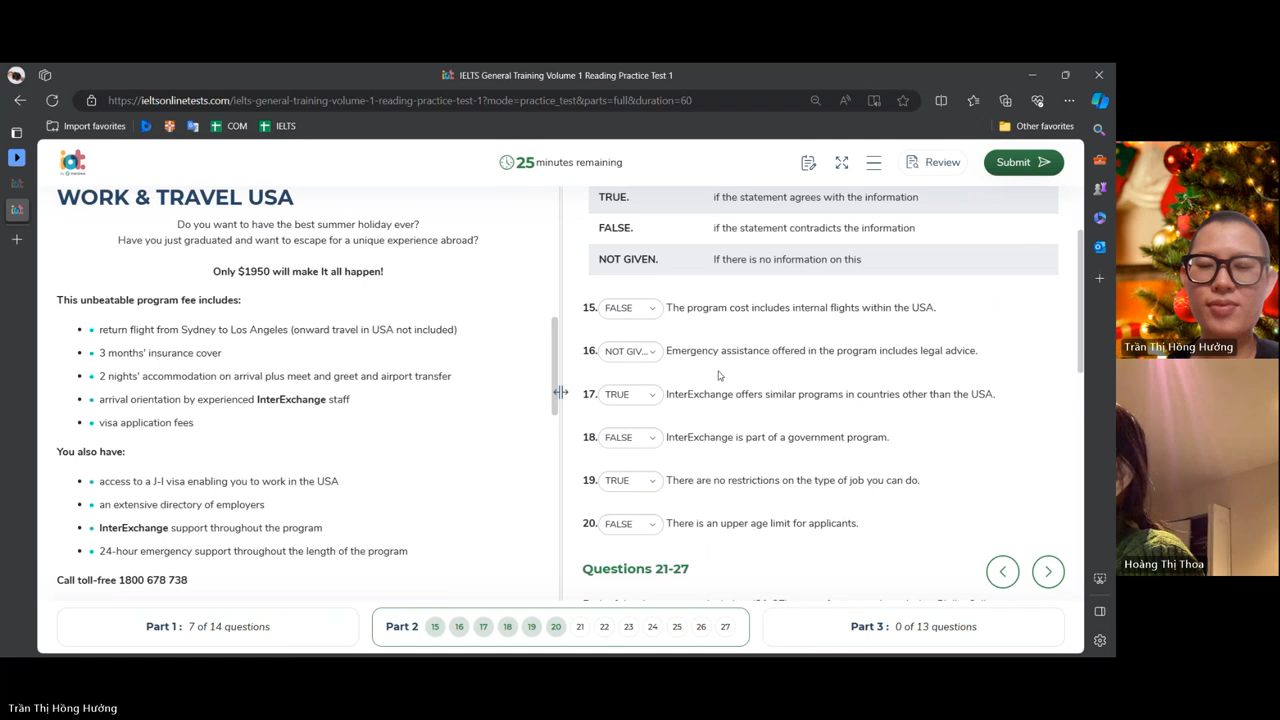 IELTS General Training Volume 1 Reading Practice Test 1
https://ieltsonlinetests.com/ielts-general-training-volume-1-reading-practice-test-1?mode=practice_test&parts=full&duration=60
Import favorites
COM
IELTS
Other favorites
iot
25 minutes remaining
Review
Submit
WORK & TRAVEL USA
Do you want to have the best summer holiday ever?
Have you just graduated and want to escape for a unique experience abroad?
Only $1950 will make It all happen!
This unbeatable program fee includes:
return flight from Sydney to Los Angeles (onward travel in USA not included)
3 months' insurance cover
2 nights' accommodation on arrival plus meet and greet and airport transfer
arrival orientation by experienced InterExchange staff
visa application fees
You also have:
access to a J-I visa enabling you to work in the USA
an extensive directory of employers
InterExchange support throughout the program
24-hour emergency support throughout the length of the program
Call toll-free 1800 678 738
TRUE. if the statement agrees with the information
FALSE. if the statement contradicts the information
NOT GIVEN. If there is no information on this
15. FALSE The program cost includes internal flights within the USA.
16. NOT GIV... Emergency assistance offered in the program includes legal advice.
17. TRUE InterExchange offers similar programs in countries other than the USA.
18. FALSE InterExchange is part of a government program.
19. TRUE There are no restrictions on the type of job you can do.
20. FALSE There is an upper age limit for applicants.
Questions 21-27
Part 1 : 7 of 14 questions
Part 2 15 16 17 18 19 20 21 22 23 24 25 26 27
Part 3 : 0 of 13 questions
Trần Thị Hồng Hưởng
Hoàng Thị Thoa
Trần Thị Hồng Hưởng